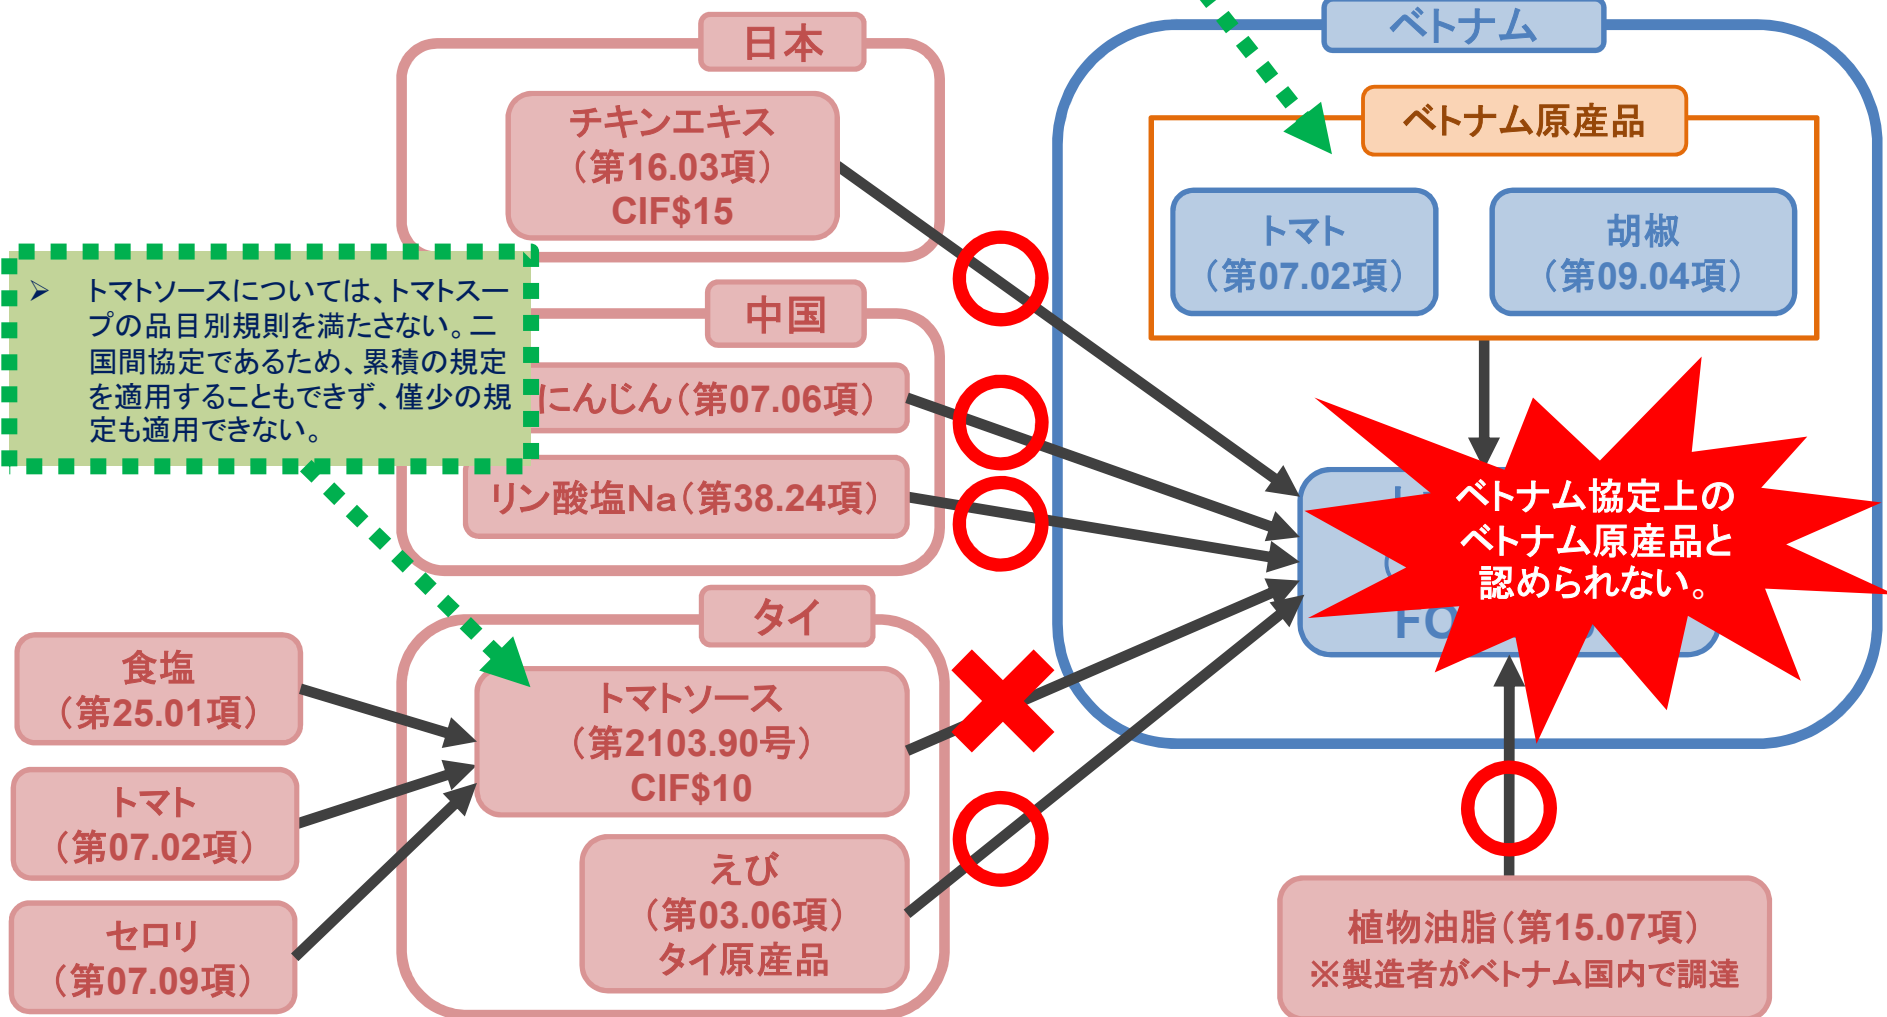 日本
チキンエキス
（第16.03項）
CIF$15
➢ トマトソースについては、トマトスー
プの品目別規則を満たさない。二
国間協定であるため、累積の規定
を適用することもできず、僅少の規
定も適用できない。
中国
にんじん（第07.06項）
リン酸塩Na（第38.24項）
タイ
トマトソース
（第2103.90号）
CIF$10
えび
（第03.06項）
タイ原産品
食塩
（第25.01項）
トマト
（第07.02項）
セロリ
（第07.09項）
ベトナム
ベトナム原産品
トマト
（第07.02項）
胡椒
（第09.04項）
ベトナム協定上の
ベトナム原産品と
認められない。
植物油脂（第15.07項）
※製造者がベトナム国内で調達